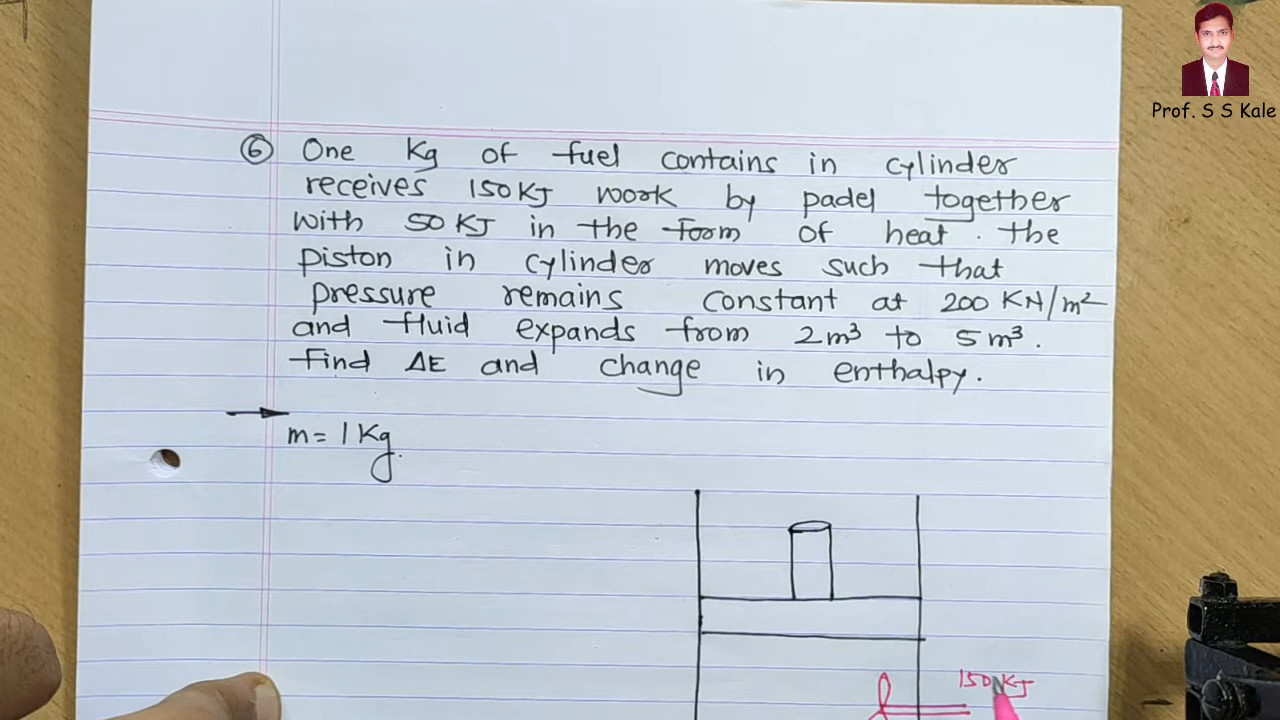 Prof. S S Kale
⑥ One Kg of fuel contains in cylinder
receives 150KJ work by padel together
with 50 KJ in the form of heat. the
piston in cylinder moves such that
pressure remains constant at 200 KN/m²
and fluid expands from 2m³ to 5m³.
find ΔE and change in enthalpy.
m = 1 Kg.
150 KJ